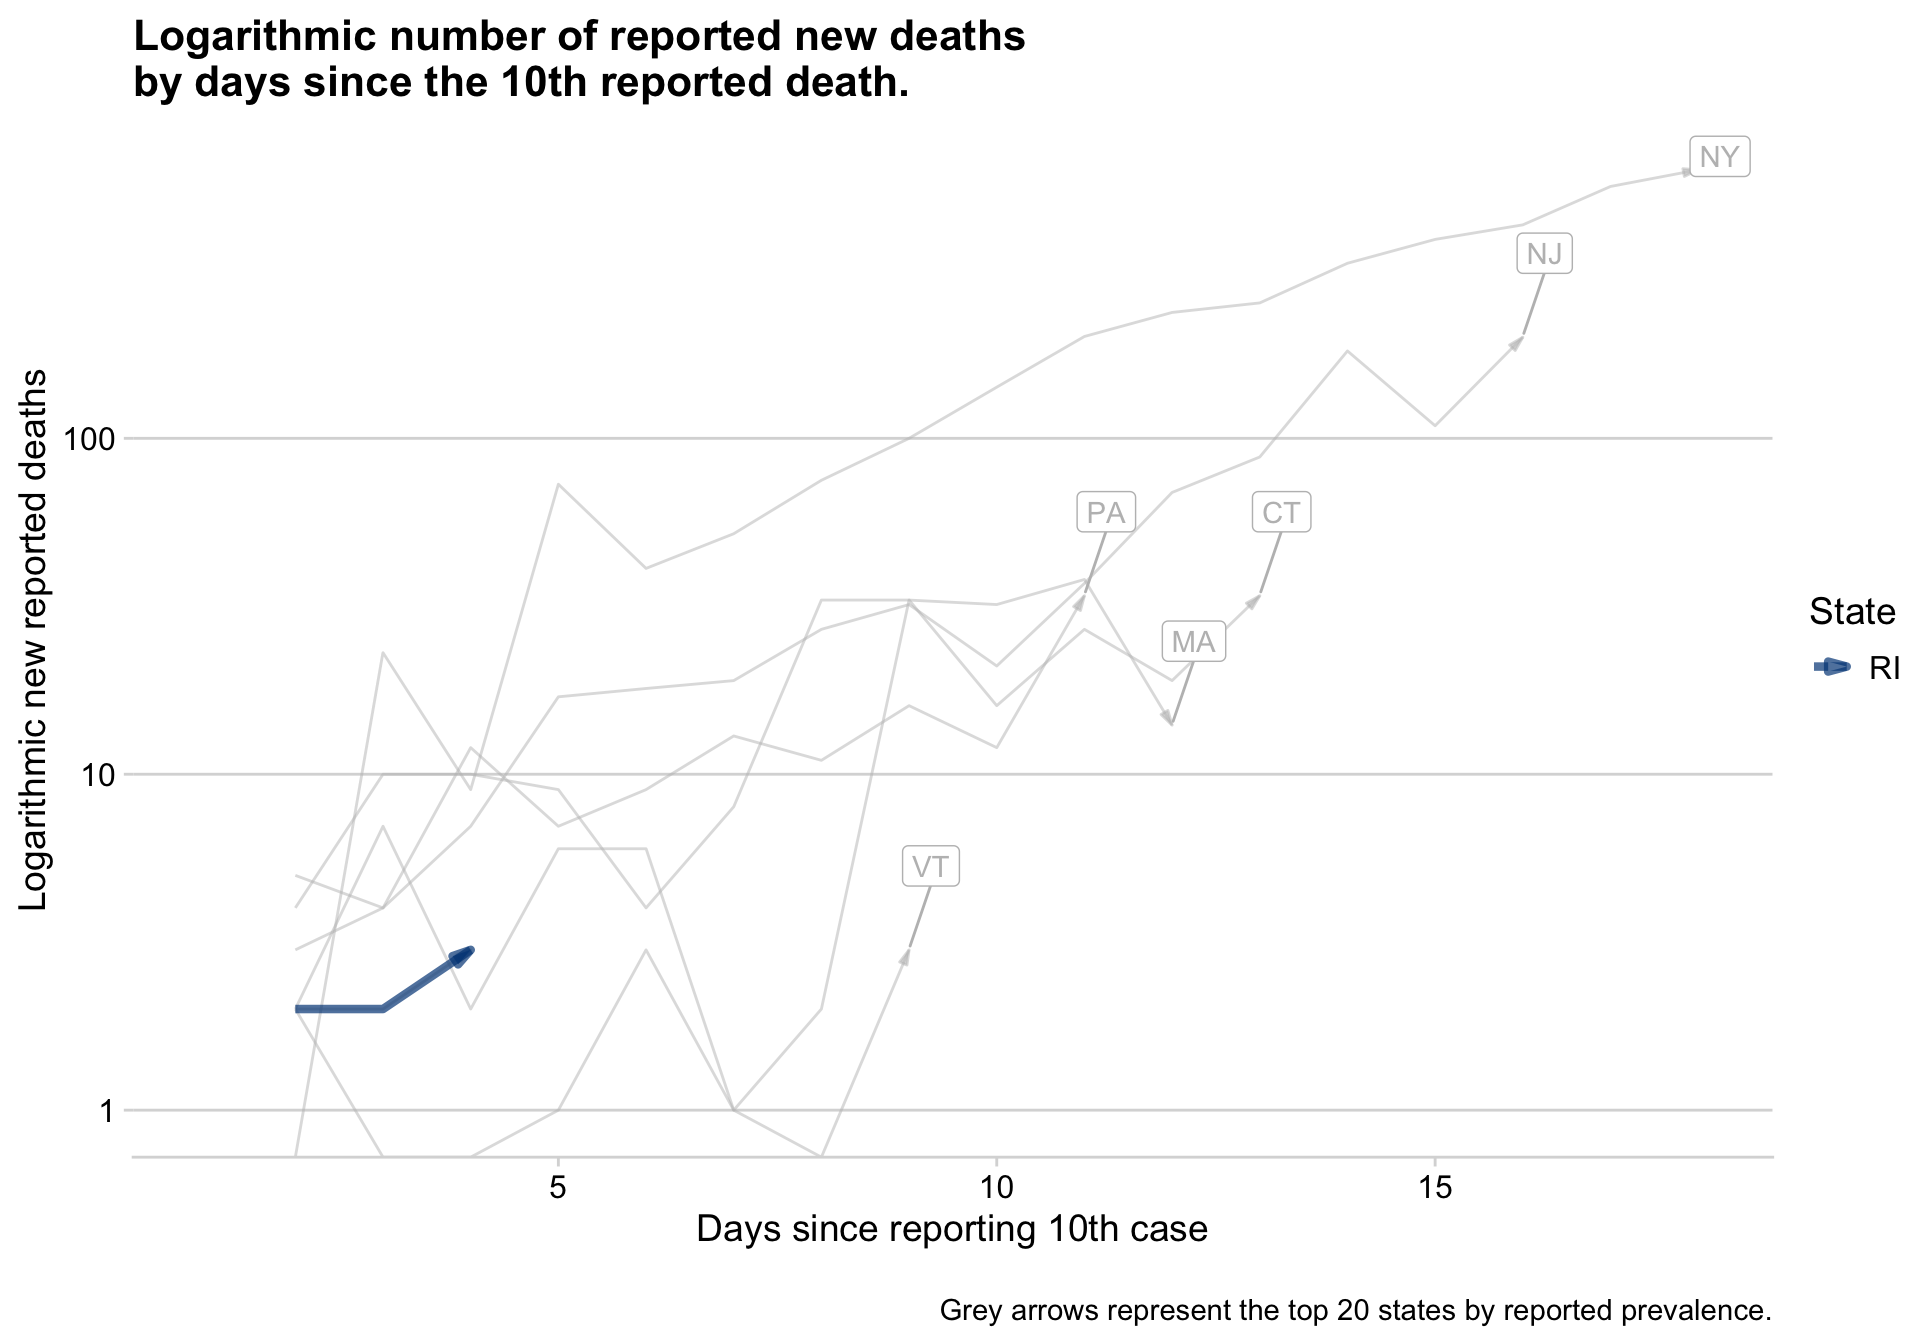 Logarithmic number of reported new deaths
by days since the 10th reported death.
NY
NJ
PA
CT
MA
VT
Logarithmic new reported deaths
100
10
1
5
10
15
Days since reporting 10th case
State
RI
Grey arrows represent the top 20 states by reported prevalence.